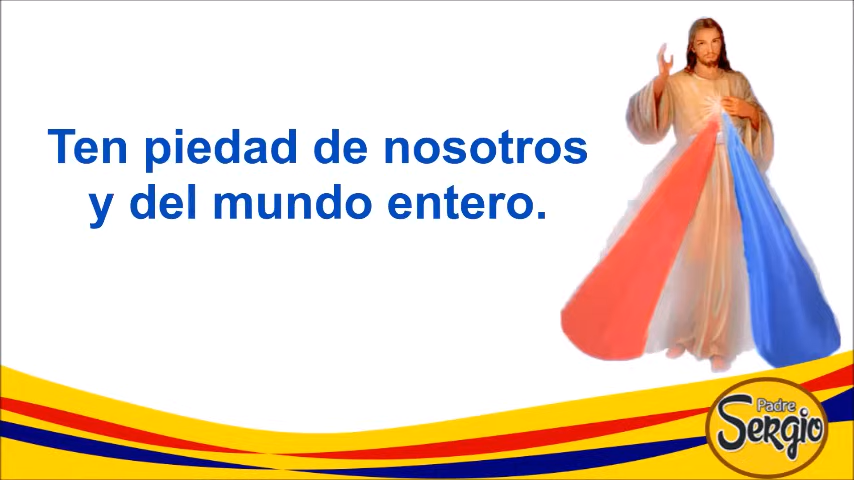 Ten piedad de nosotros
y del mundo entero.
Padre
Sergio